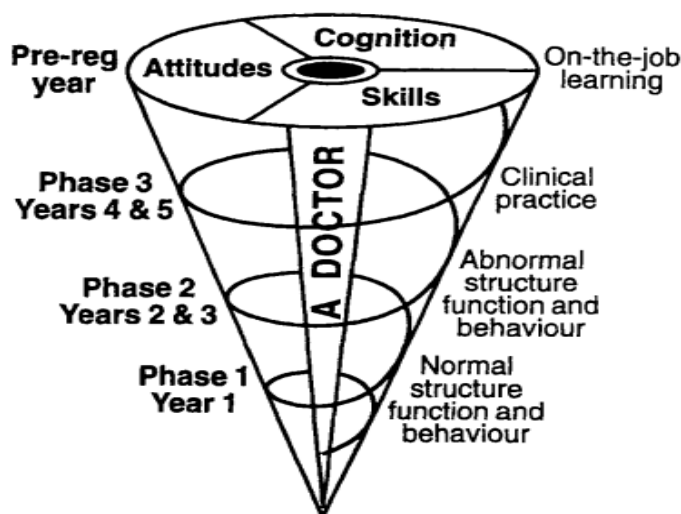 Pre-reg
year
Attitudes
Cognition
Skills
On-the-job
learning
A DOCTOR
Phase 3
Years 4 & 5
Clinical
practice
Phase 2
Years 2 & 3
Abnormal
structure
function and
behaviour
Phase 1
Year 1
Normal
structure
function and
behaviour